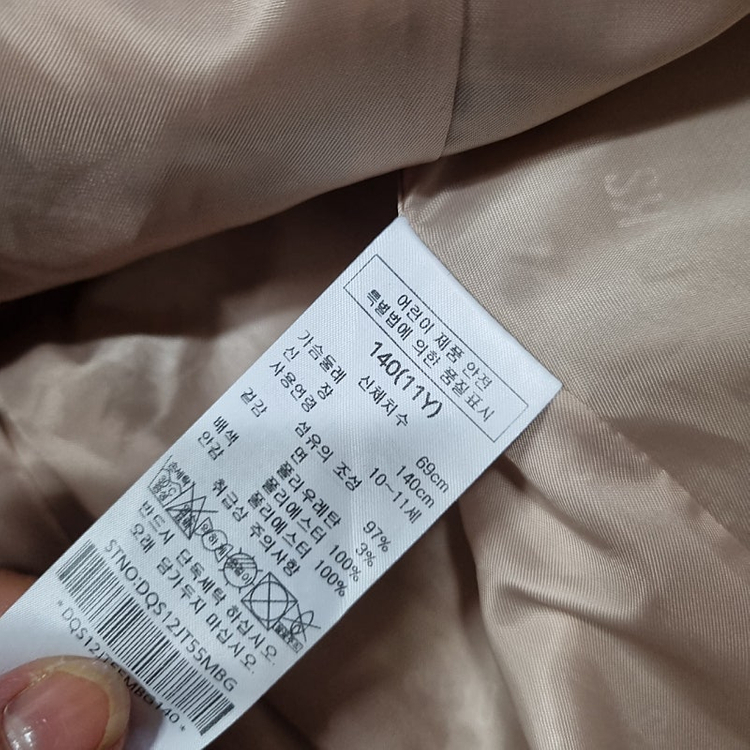 어린이 제품 안전
특별법에 의한 품질표시
140(11Y)
신체치수
가슴둘레 69cm
신 장 140cm
사용연령 10~11세
섬유의 조성
겉감 면 97%
폴리우레탄 3%
배색 폴리에스터 100%
안감 폴리에스터 100%
취급상 주의사항
손세탁
반드시 단독세탁 하십시오.
오래 담가두지 마십시오.
STNO:DQS12JT55MBG